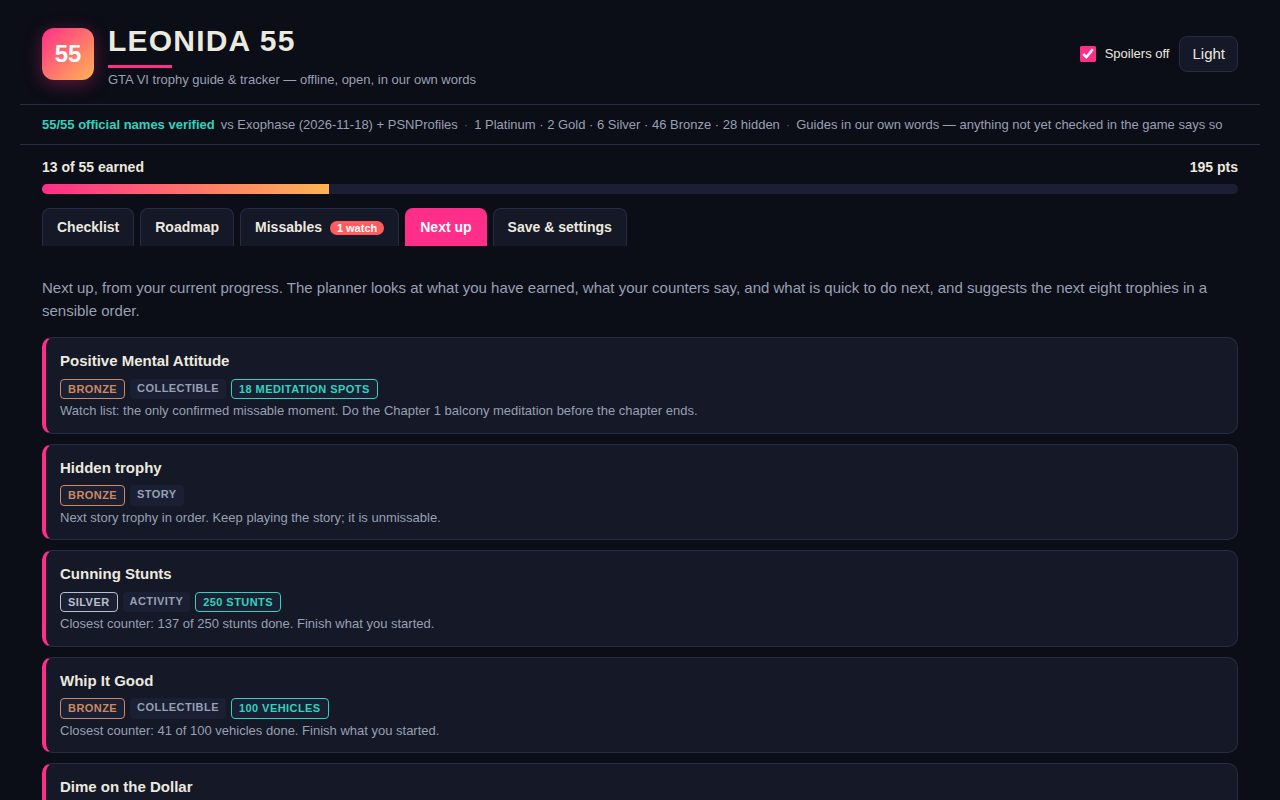 55
LEONIDA 55
GTA VI trophy guide & tracker — offline, open, in our own words
Spoilers off
Light
55/55 official names verified vs Exophase (2026-11-18) + PSNProfiles · 1 Platinum · 2 Gold · 6 Silver · 46 Bronze · 28 hidden · Guides in our own words — anything not yet checked in the game says so
13 of 55 earned
195 pts
Checklist
Roadmap
Missables 1 watch
Next up
Save & settings
Next up, from your current progress. The planner looks at what you have earned, what your counters say, and what is quick to do next, and suggests the next eight trophies in a
sensible order.
Positive Mental Attitude
BRONZE COLLECTIBLE 18 MEDITATION SPOTS
Watch list: the only confirmed missable moment. Do the Chapter 1 balcony meditation before the chapter ends.
Hidden trophy
BRONZE STORY
Next story trophy in order. Keep playing the story; it is unmissable.
Cunning Stunts
SILVER ACTIVITY 250 STUNTS
Closest counter: 137 of 250 stunts done. Finish what you started.
Whip It Good
BRONZE COLLECTIBLE 100 VEHICLES
Closest counter: 41 of 100 vehicles done. Finish what you started.
Dime on the Dollar